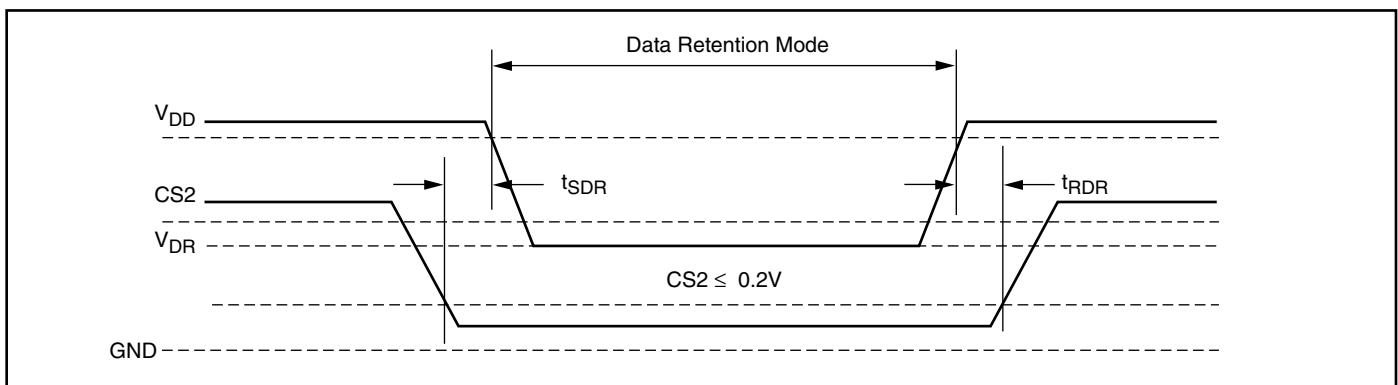 Data Retention Mode
VDD
tSDR
tRDR
CS2
VDR
CS2 ≤ 0.2V
GND